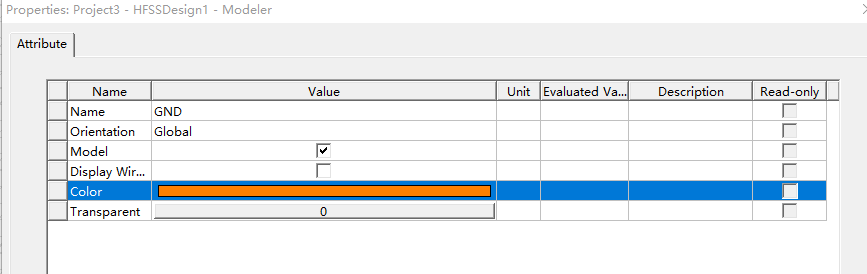 Properties: Project3 - HFSSDesign1 - Modeler
Attribute
Name Value Unit Evaluated Va... Description Read-only
Name GND
Orientation Global
Model
Display Wir...
Color
Transparent 0